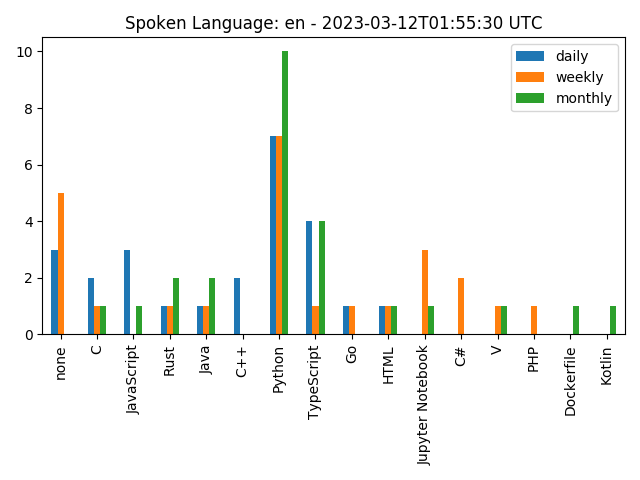 Spoken Language: en - 2023-03-12T01:55:30 UTC
daily
weekly
monthly
10
8
6
4
2
0
none
C
JavaScript
Rust
Java
C++
Python
TypeScript
Go
HTML
Jupyter Notebook
C#
V
PHP
Dockerfile
Kotlin